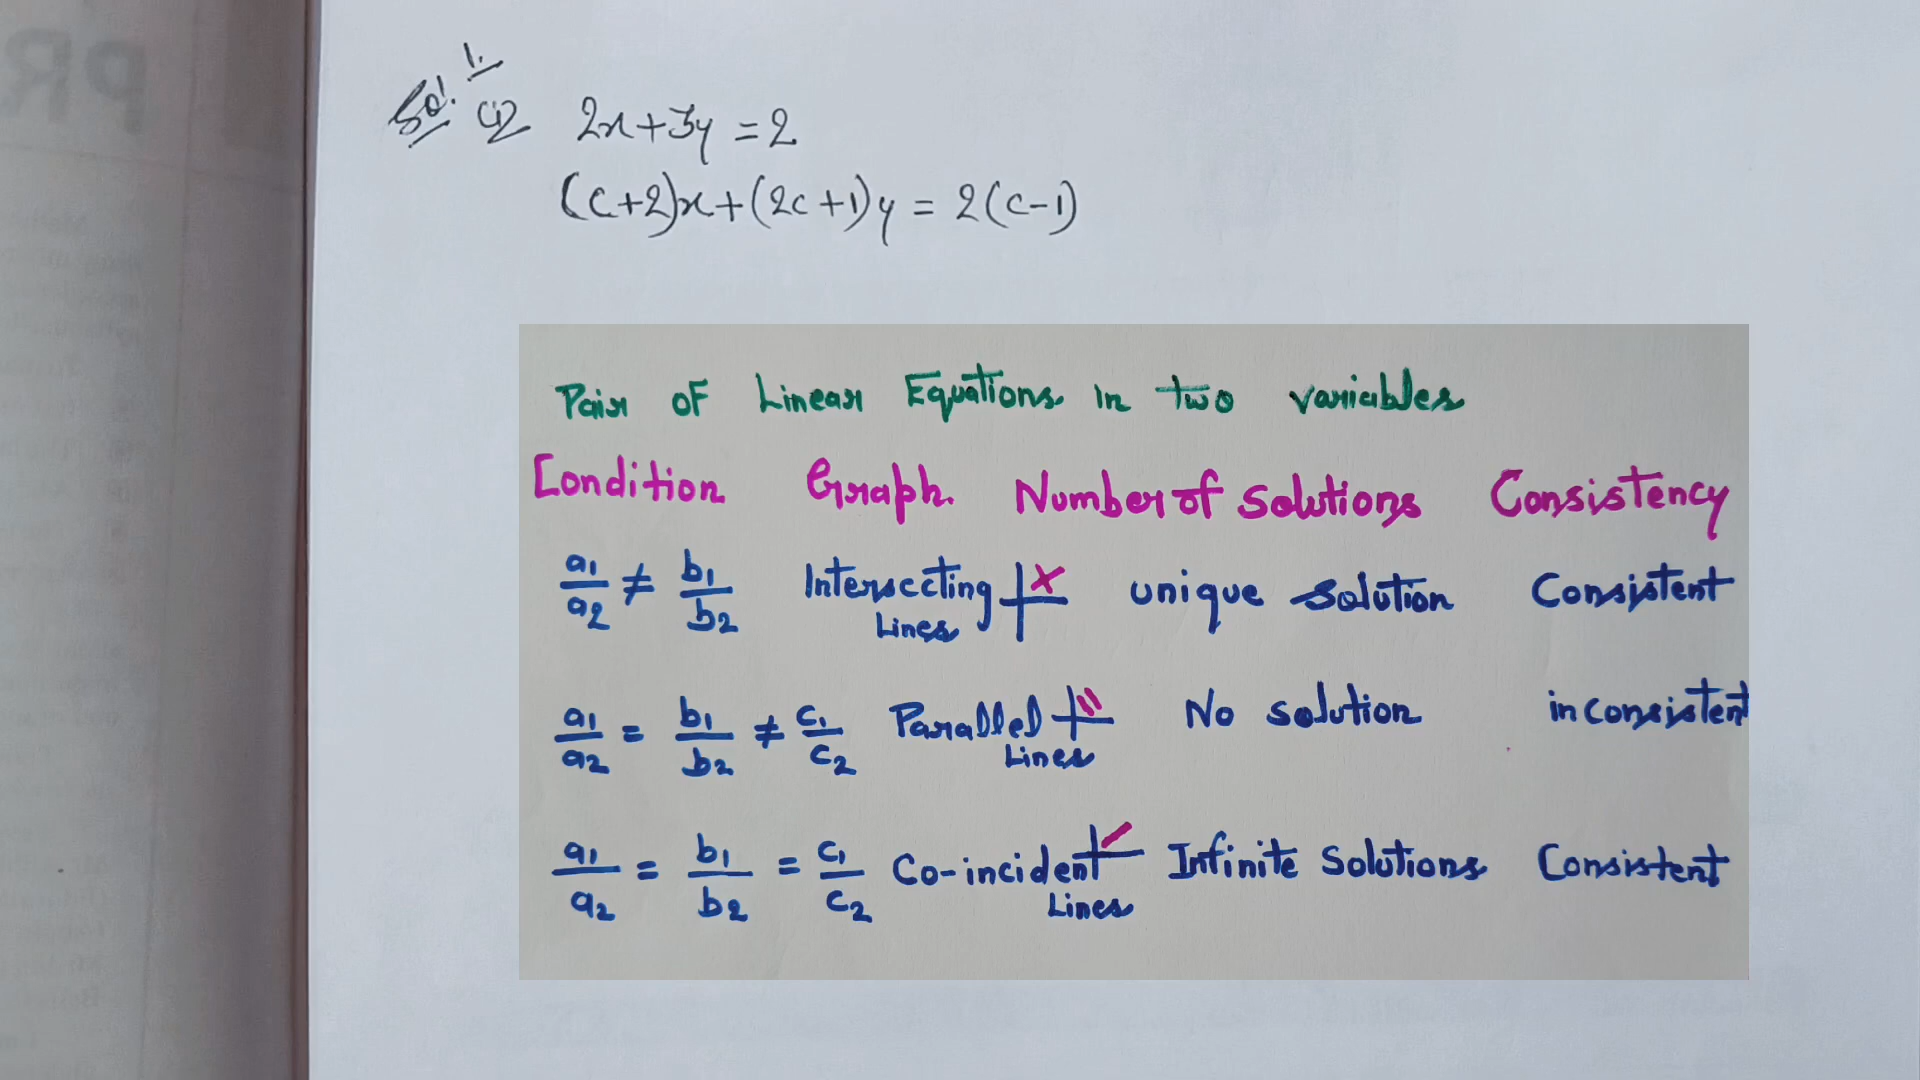 PR
Sol. 1.
(i) 2x+3y = 2
(c+2)x+(2c+1)y = 2(c-1)
Pair of Linear Equations in two variables
Condition Graph. Number of solutions Consistency
a1/a2 ≠ b1/b2 Intersecting Lines unique solution Consistent
a1/a2 = b1/b2 ≠ c1/c2 Parallel Lines No solution inconsistent
a1/a2 = b1/b2 = c1/c2 Co-incident Lines Infinite Solutions Consistent